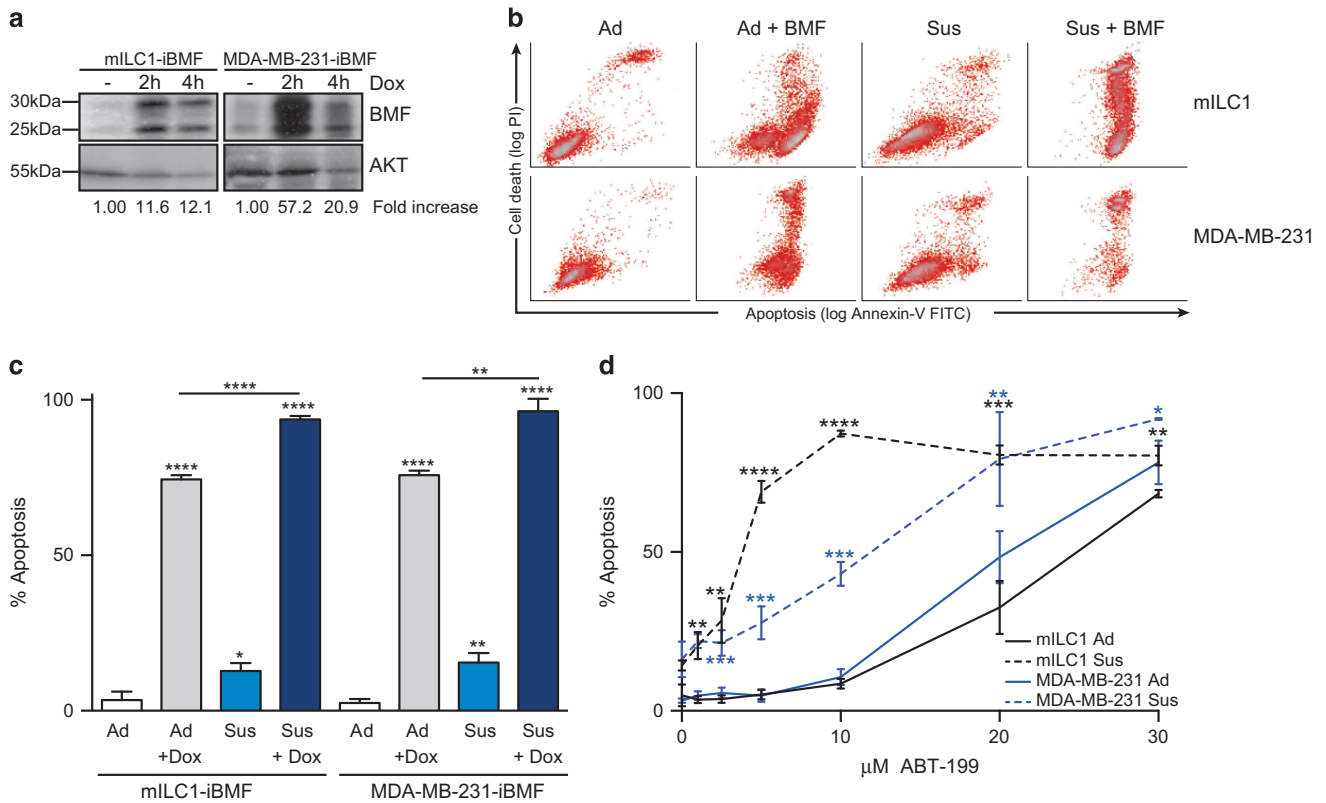 a
mILC1-iBMF MDA-MB-231-iBMF
- 2h 4h - 2h 4h Dox
30kDa
BMF
25kDa
55kDa
AKT
1.00 11.6 12.1 1.00 57.2 20.9 Fold increase
b
Ad Ad + BMF Sus Sus + BMF
Cell death (log PI)
mILC1
MDA-MB-231
Apoptosis (log Annexin-V FITC)
c
% Apoptosis
100
50
0
**** **
**** **** * **** **** **
Ad Ad +Dox Sus Sus + Dox Ad Ad +Dox Sus Sus + Dox
mILC1-iBMF MDA-MB-231-iBMF
d
% Apoptosis
100
50
0
** ** **** **** *** **
*** *** *** ** *
mILC1 Ad
mILC1 Sus
MDA-MB-231 Ad
MDA-MB-231 Sus
0 10 20 30
µM ABT-199